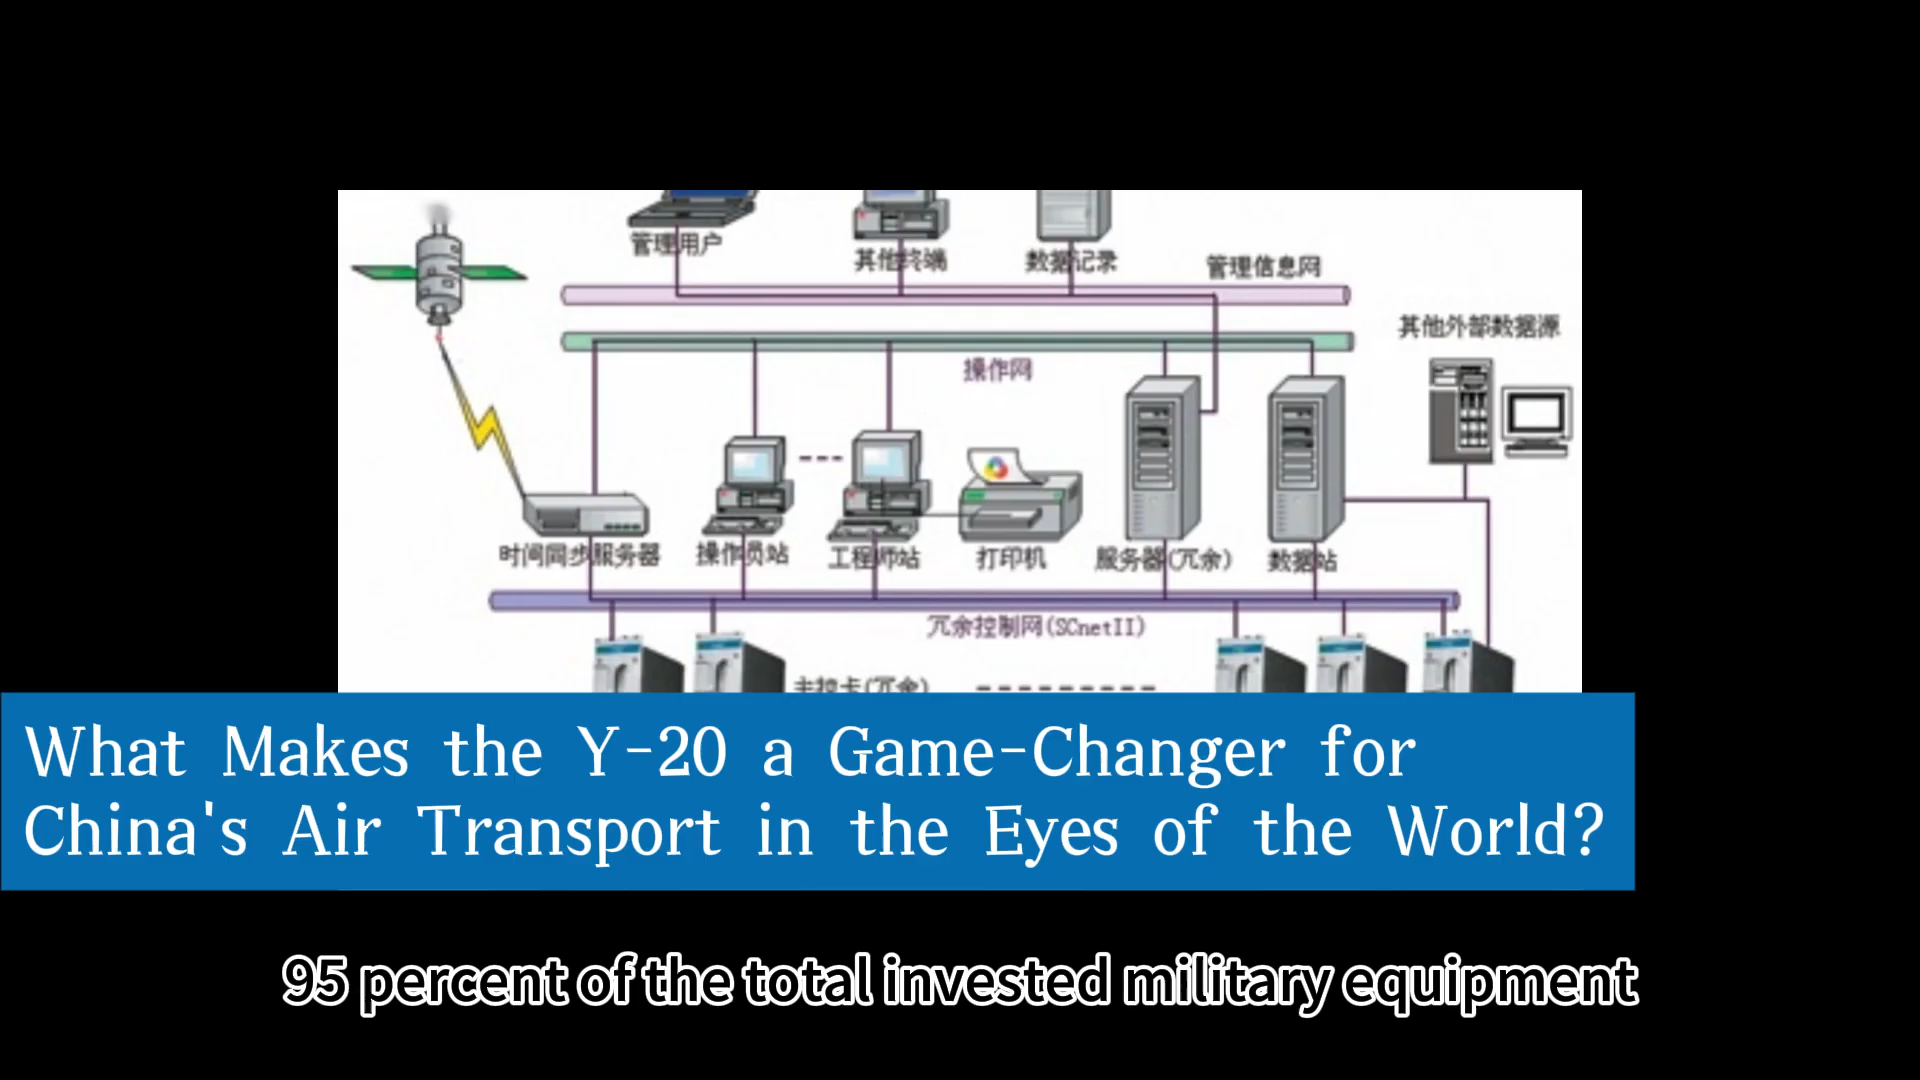 管理用户
其他终端
数据记录
管理信息网
其他外部数据源
操作网
时间同步服务器
操作员站
工程师站
打印机
服务器(冗余)
数据站
冗余控制网(SCnetII)
What Makes the Y-20 a Game-Changer for
China's Air Transport in the Eyes of the World?
95 percent of the total invested military equipment